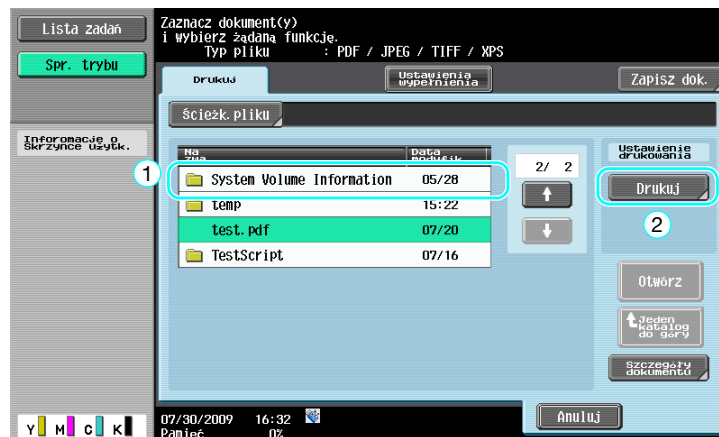 Lista zadań
Spr. trybu
Zaznacz dokument(y)
i wybierz żądaną funkcję.
Typ pliku : PDF / JPEG / TIFF / XPS
Drukuj
Ustawienia
wypełnienia
Zapisz dok.
Ścieżk. pliku
Inforomacje o
Skrzynce użytk.
Na
zwa
Data
modyfik
1
System Volume Information 05/28
temp 15:22
test.pdf 07/20
TestScript 07/16
2/ 2
Ustawienie
drukowania
Drukuj
2
Otwórz
Jeden
katalog
do góry
Szczegóły
dokumentu
Anuluj
Y M C K
07/30/2009 16:32
Pamięć 0%